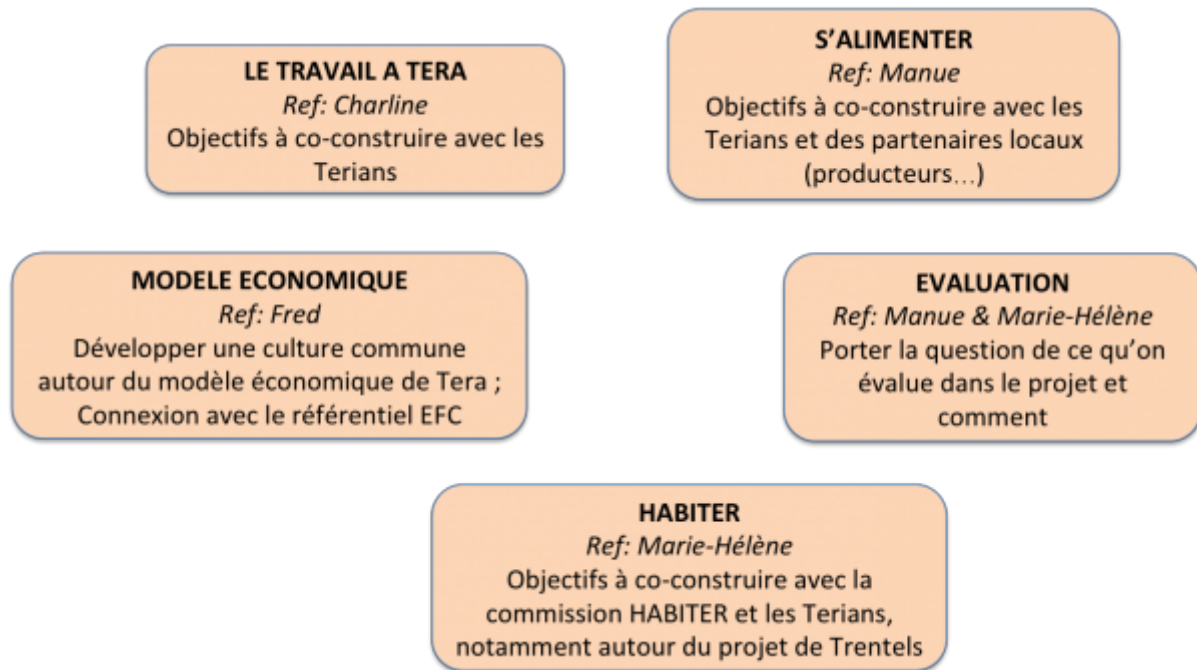 LE TRAVAIL A TERA
Ref: Charline
Objectifs à co-construire avec les
Terians
S’ALIMENTER
Ref: Manue
Objectifs à co-construire avec les
Terians et des partenaires locaux
(producteurs…)
MODELE ECONOMIQUE
Ref: Fred
Développer une culture commune
autour du modèle économique de Tera ;
Connexion avec le référentiel EFC
EVALUATION
Ref: Manue & Marie-Hélène
Porter la question de ce qu’on
évalue dans le projet et
comment
HABITER
Ref: Marie-Hélène
Objectifs à co-construire avec la
commission HABITER et les Terians,
notamment autour du projet de Trentels